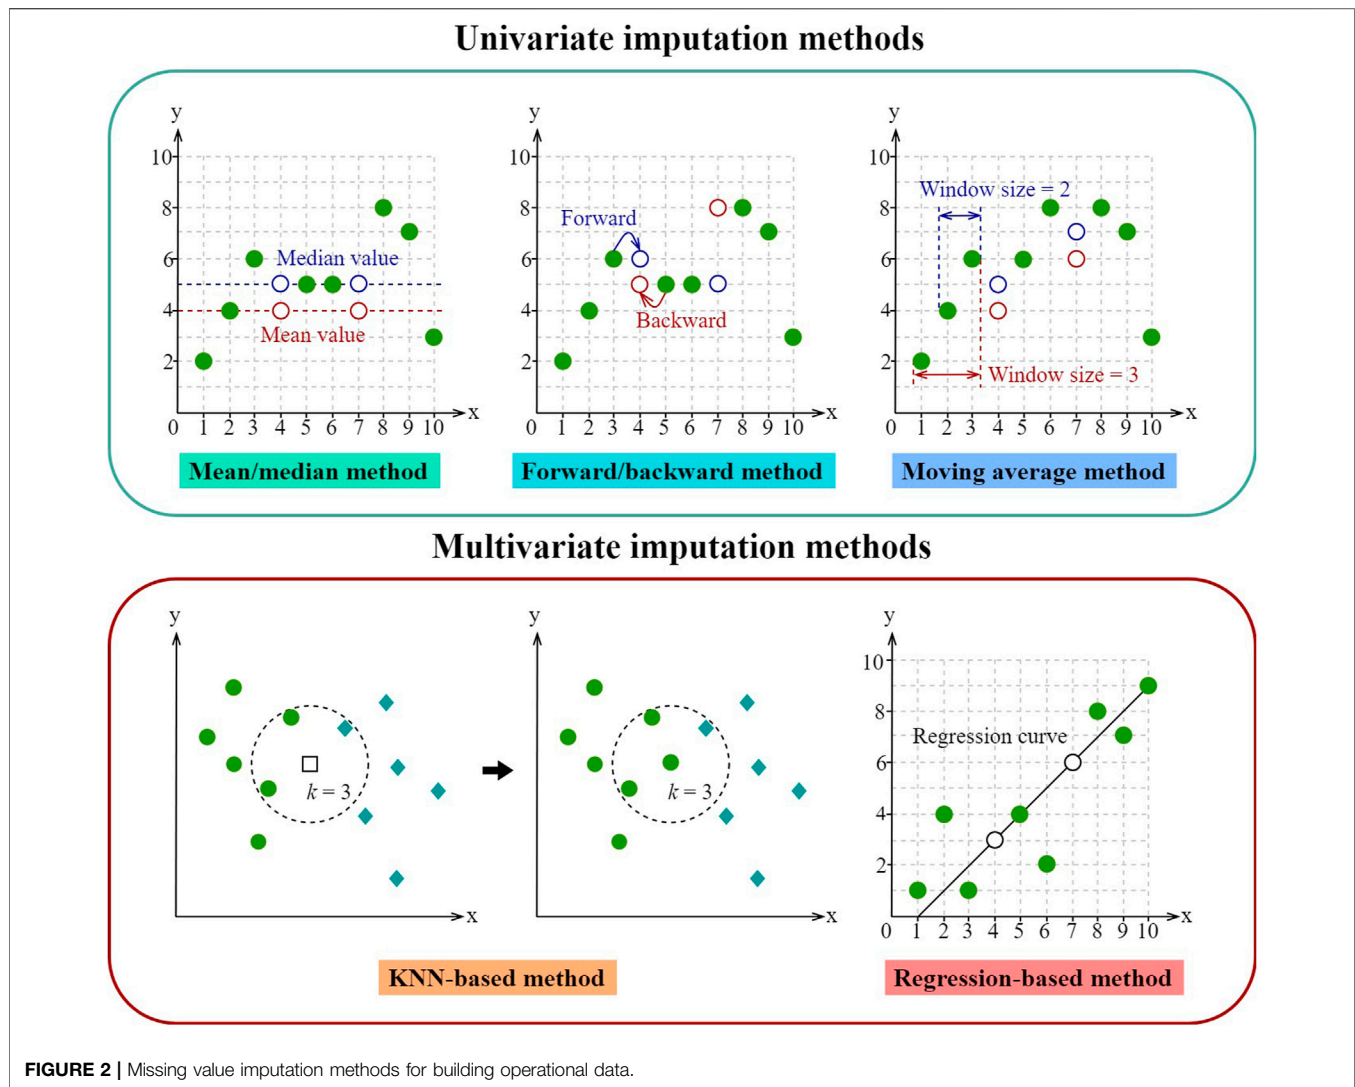 Univariate imputation methods
y
10
8
6
4
2
0 1 2 3 4 5 6 7 8 9 10 x
Median value
Mean value
Mean/median method
y
10
8
6
4
2
0 1 2 3 4 5 6 7 8 9 10 x
Forward
Backward
Forward/backward method
y
10
8
6
4
2
0 1 2 3 4 5 6 7 8 9 10 x
Window size = 2
Window size = 3
Moving average method
Multivariate imputation methods
y
k = 3
x
y
k = 3
x
KNN-based method
y
10
8
6
4
2
0 1 2 3 4 5 6 7 8 9 10 x
Regression curve
Regression-based method
FIGURE 2 | Missing value imputation methods for building operational data.